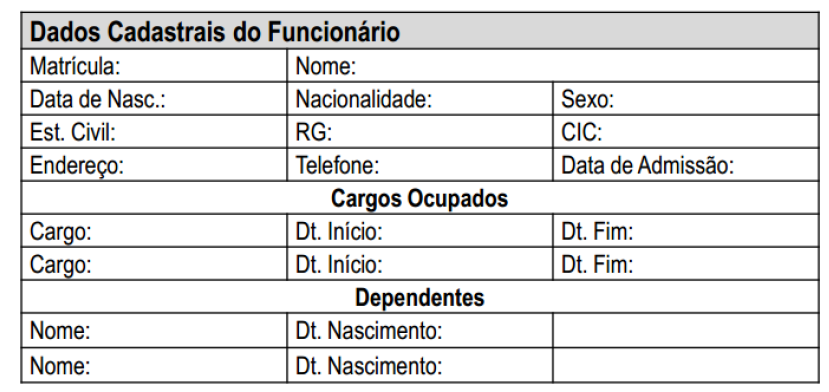 Dados Cadastrais do Funcionário
Matrícula: Nome:
Data de Nasc.: Nacionalidade: Sexo:
Est. Civil: RG: CIC:
Endereço: Telefone: Data de Admissão:
Cargos Ocupados
Cargo: Dt. Início: Dt. Fim:
Cargo: Dt. Início: Dt. Fim:
Dependentes
Nome: Dt. Nascimento:
Nome: Dt. Nascimento: